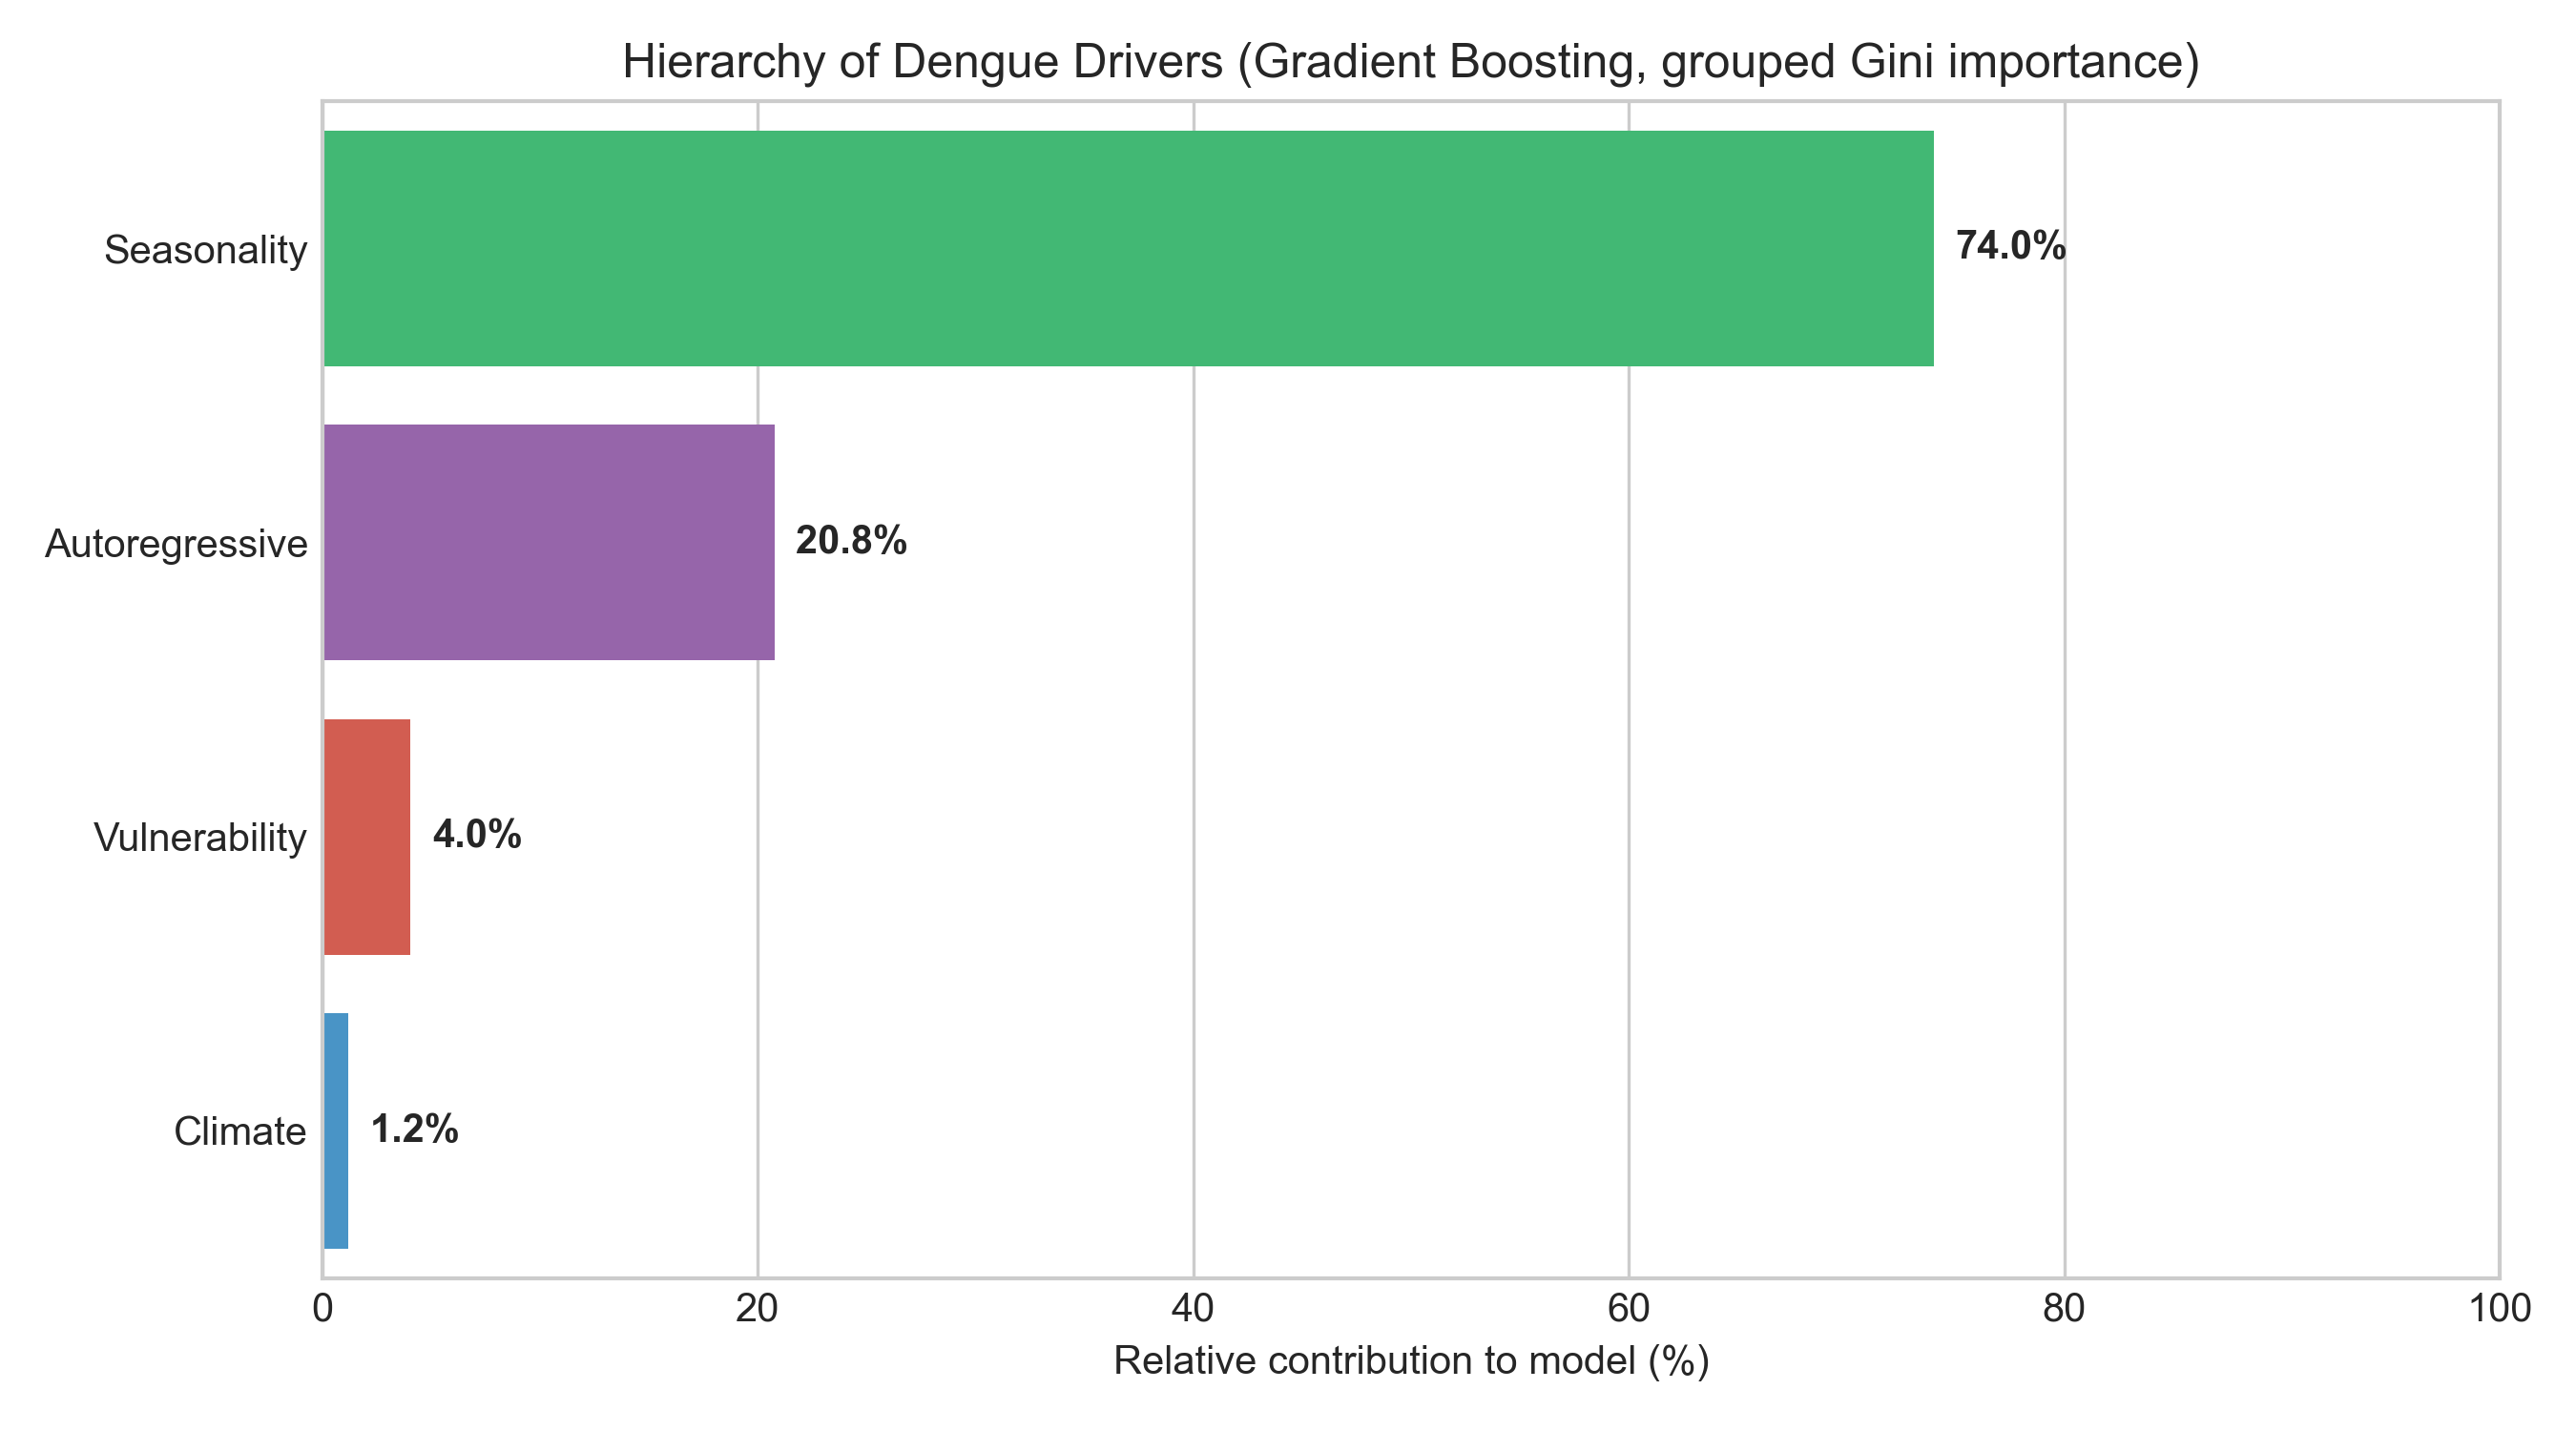 Hierarchy of Dengue Drivers (Gradient Boosting, grouped Gini importance)
Seasonality
74.0%
Autoregressive
20.8%
Vulnerability
4.0%
Climate
1.2%
0 20 40 60 80 100
Relative contribution to model (%)